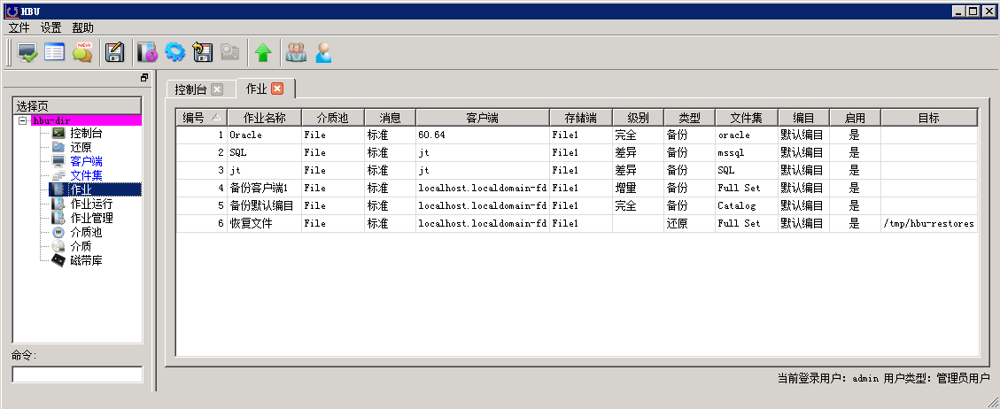 HBU
文件 设置 帮助
NEW
控制台 作业
选择页
hbu-dir
控制台
还原
客户端
文件集
作业
作业运行
作业管理
介质池
介质
磁带库
命令:
编号 作业名称 介质池 消息 客户端 存储端 级别 类型 文件集 编目 启用 目标
1 Oracle File 标准 60.64 File1 完全 备份 oracle 默认编目 是
2 SQL File 标准 jt File1 差异 备份 mssql 默认编目 是
3 jt File 标准 jt File1 差异 备份 SQL 默认编目 是
4 备份客户端1 File 标准 localhost.localdomain-fd File1 增量 备份 Full Set 默认编目 是
5 备份默认编目 File 标准 localhost.localdomain-fd File1 完全 备份 Catalog 默认编目 是
6 恢复文件 File 标准 localhost.localdomain-fd File1 还原 Full Set 默认编目 是 /tmp/hbu-restores
当前登录用户: admin 用户类型: 管理员用户